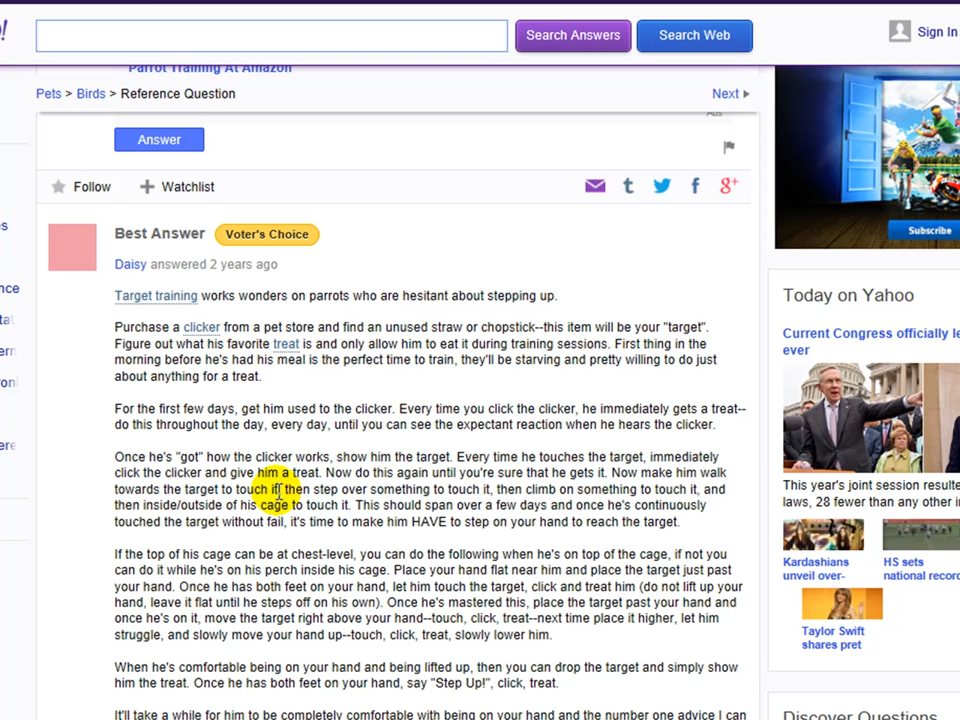 !
Search Answers
Search Web
Sign In
Parrot Training At Amazon
Pets > Birds > Reference Question
Next
Ads
Answer
Follow
Watchlist
Subscribe
Best Answer
Voter's Choice
Daisy answered 2 years ago
Target training works wonders on parrots who are hesitant about stepping up.
Purchase a clicker from a pet store and find an unused straw or chopstick--this item will be your "target".
Figure out what his favorite treat is and only allow him to eat it during training sessions. First thing in the
morning before he's had his meal is the perfect time to train, they'll be starving and pretty willing to do just
about anything for a treat.
For the first few days, get him used to the clicker. Every time you click the clicker, he immediately gets a treat--
do this throughout the day, every day, until you can see the expectant reaction when he hears the clicker.
Once he's "got" how the clicker works, show him the target. Every time he touches the target, immediately
click the clicker and give him a treat. Now do this again until you're sure that he gets it. Now make him walk
towards the target to touch it, then step over something to touch it, then climb on something to touch it, and
then inside/outside of his cage to touch it. This should span over a few days and once he's continuously
touched the target without fail, it's time to make him HAVE to step on your hand to reach the target.
If the top of his cage can be at chest-level, you can do the following when he's on top of the cage, if not you
can do it while he's on his perch inside his cage. Place your hand flat near him and place the target just past
your hand. Once he has both feet on your hand, let him touch the target, click and treat him (do not lift up your
hand, leave it flat until he steps off on his own). Once he's mastered this, place the target past your hand and
once he's on it, move the target right above your hand--touch, click, treat--next time place it higher, let him
struggle, and slowly move your hand up--touch, click, treat, slowly lower him.
When he's comfortable being on your hand and being lifted up, then you can drop the target and simply show
him the treat. Once he has both feet on your hand, say "Step Up!", click, treat.
It'll take a while for him to be completely comfortable with being on your hand and the number one advice I can
Today on Yahoo
Current Congress officially le
ever
This year's joint session resulte
laws, 28 fewer than any other i
Kardashians
unveil over-
HS sets
national record
Taylor Swift
shares pret
Discover Questions